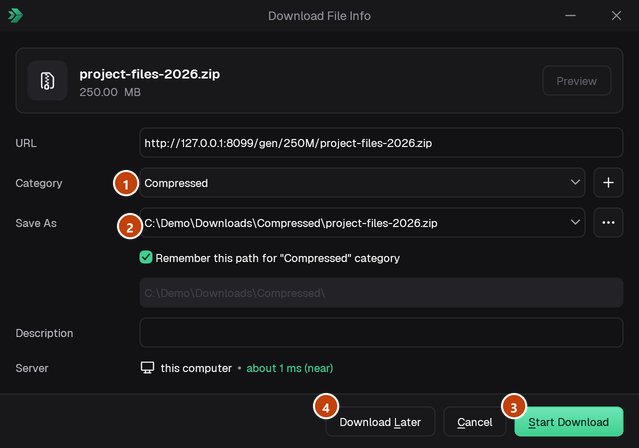 Download File Info
project-files-2026.zip
250.00 MB
Preview
URL
http://127.0.0.1:8099/gen/250M/project-files-2026.zip
Category
1
Compressed
Save As
2
C:\Demo\Downloads\Compressed\project-files-2026.zip
Remember this path for "Compressed" category
C:\Demo\Downloads\Compressed\
Description
Server
this computer • about 1 ms (near)
4
Download Later
Cancel
3
Start Download